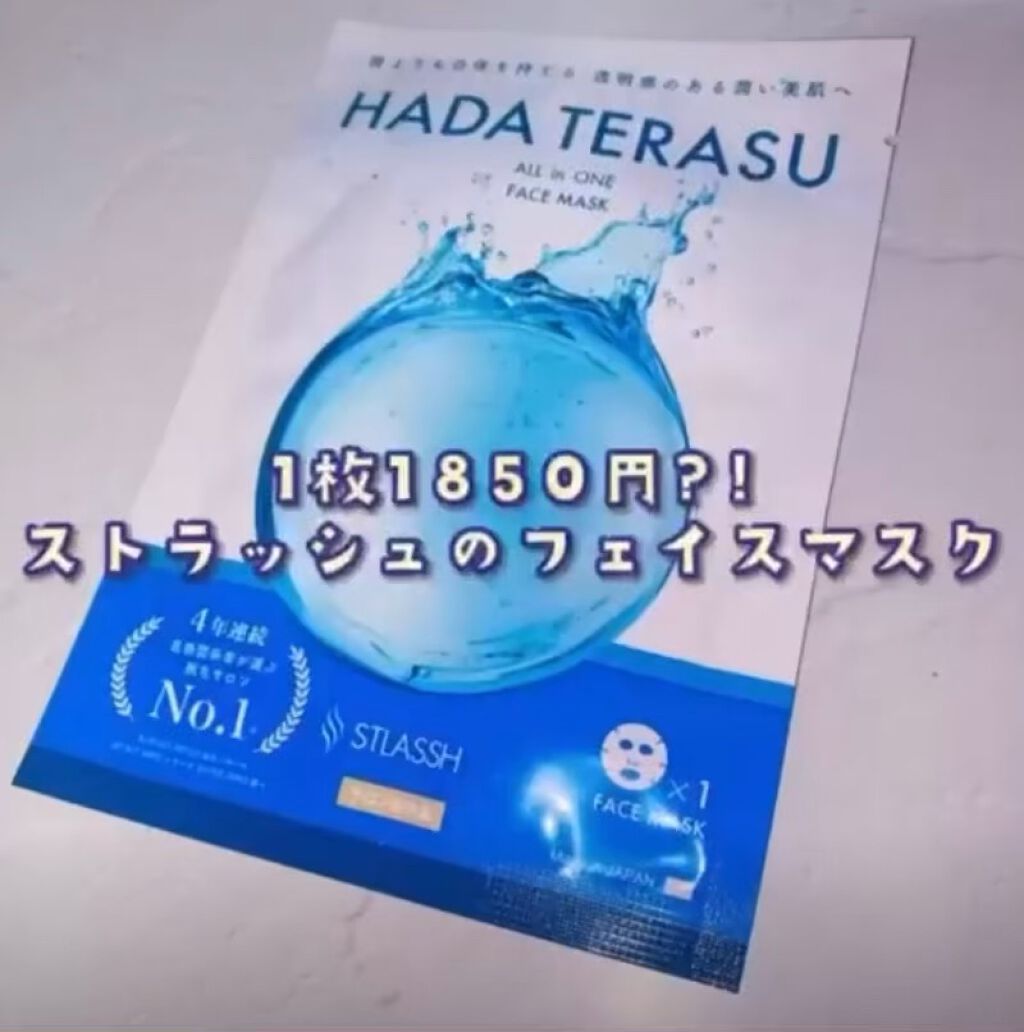 透明感のある潤い美肌へ
HADA TERASU
ALL in ONE
FACE MASK
1枚1850円?!
ストラッシュのフェイスマスク
4年連続
No.1
STLASSH
×1
FACE MASK
JAPAN